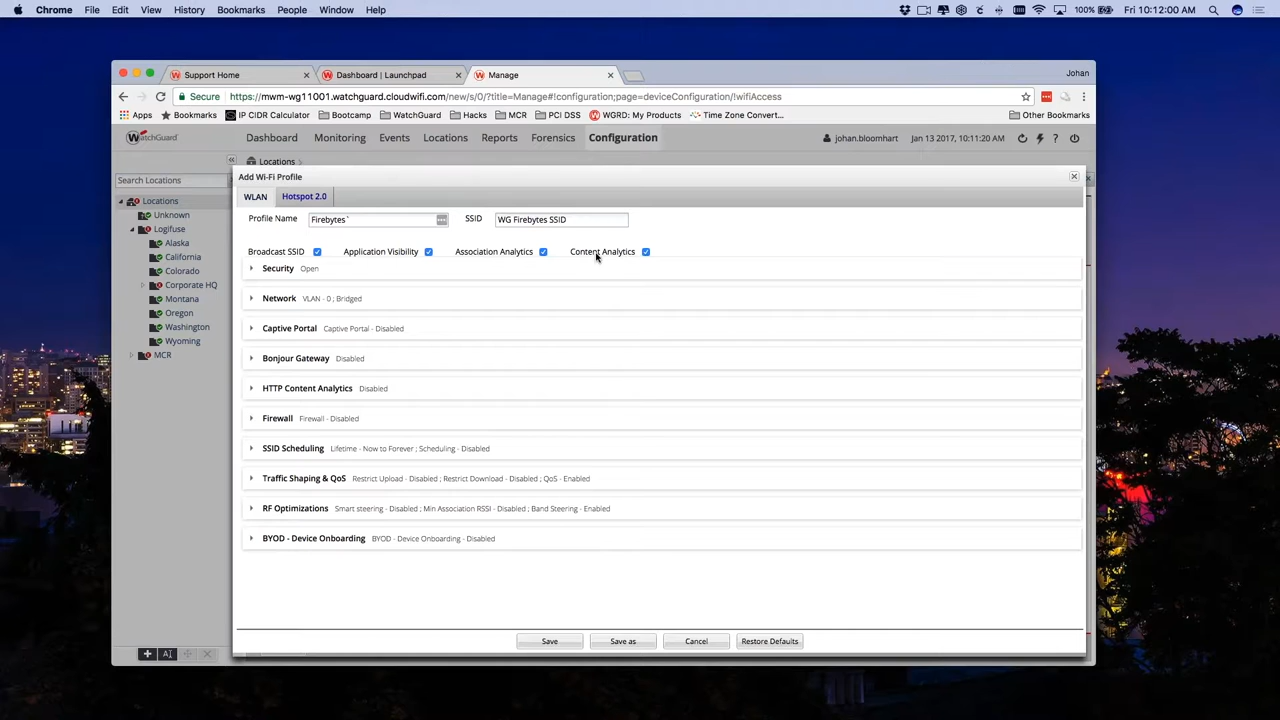 Chrome File Edit View History Bookmarks People Window Help 100% Fri 10:12:00 AM
Support Home Dashboard | Launchpad Manage Johan
Secure https://mwm-wg11001.watchguard.cloudwifi.com/new/s/0/?title=Manage#!configuration;page=deviceConfiguration/!wifiAccess
Apps Bookmarks IP CIDR Calculator Bootcamp WatchGuard Hacks MCR PCI DSS WGRD: My Products Time Zone Convertor... Other Bookmarks
WatchGuard Dashboard Monitoring Events Locations Reports Forensics Configuration johan.bloomhart Jan 13 2017, 10:11:20 AM
Locations
Search Locations
Locations
Unknown
Logifuse
Alaska
California
Colorado
Corporate HQ
Montana
Oregon
Washington
Wyoming
MCR
Add Wi-Fi Profile
WLAN Hotspot 2.0
Profile Name Firebytes` SSID WG Firebytes SSID
Broadcast SSID Application Visibility Association Analytics Content Analytics
Security Open
Network VLAN - 0 ; Bridged
Captive Portal Captive Portal - Disabled
Bonjour Gateway Disabled
HTTP Content Analytics Disabled
Firewall Firewall - Disabled
SSID Scheduling Lifetime - Now to Forever ; Scheduling - Disabled
Traffic Shaping & QoS Restrict Upload - Disabled ; Restrict Download - Disabled ; QoS - Enabled
RF Optimizations Smart steering - Disabled ; Min Association RSSI - Disabled ; Band Steering - Enabled
BYOD - Device Onboarding BYOD - Device Onboarding - Disabled
Save Save as Cancel Restore Defaults